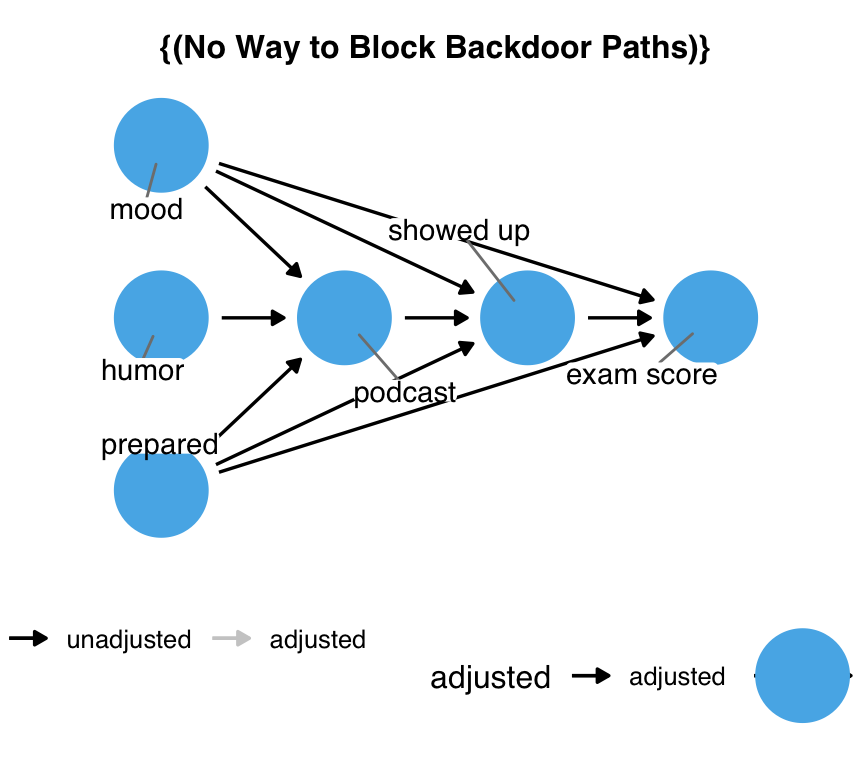 {(No Way to Block Backdoor Paths)}
mood
showed up
humor
exam score
podcast
prepared
unadjusted
adjusted
adjusted
adjusted